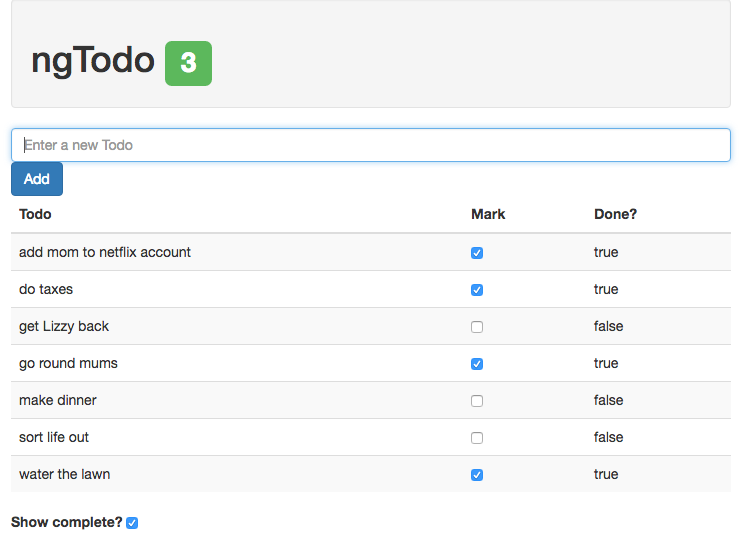 ngTodo 3
Enter a new Todo
Add
Todo Mark Done?
add mom to netflix account true
do taxes true
get Lizzy back false
go round mums true
make dinner false
sort life out false
water the lawn true
Show complete?